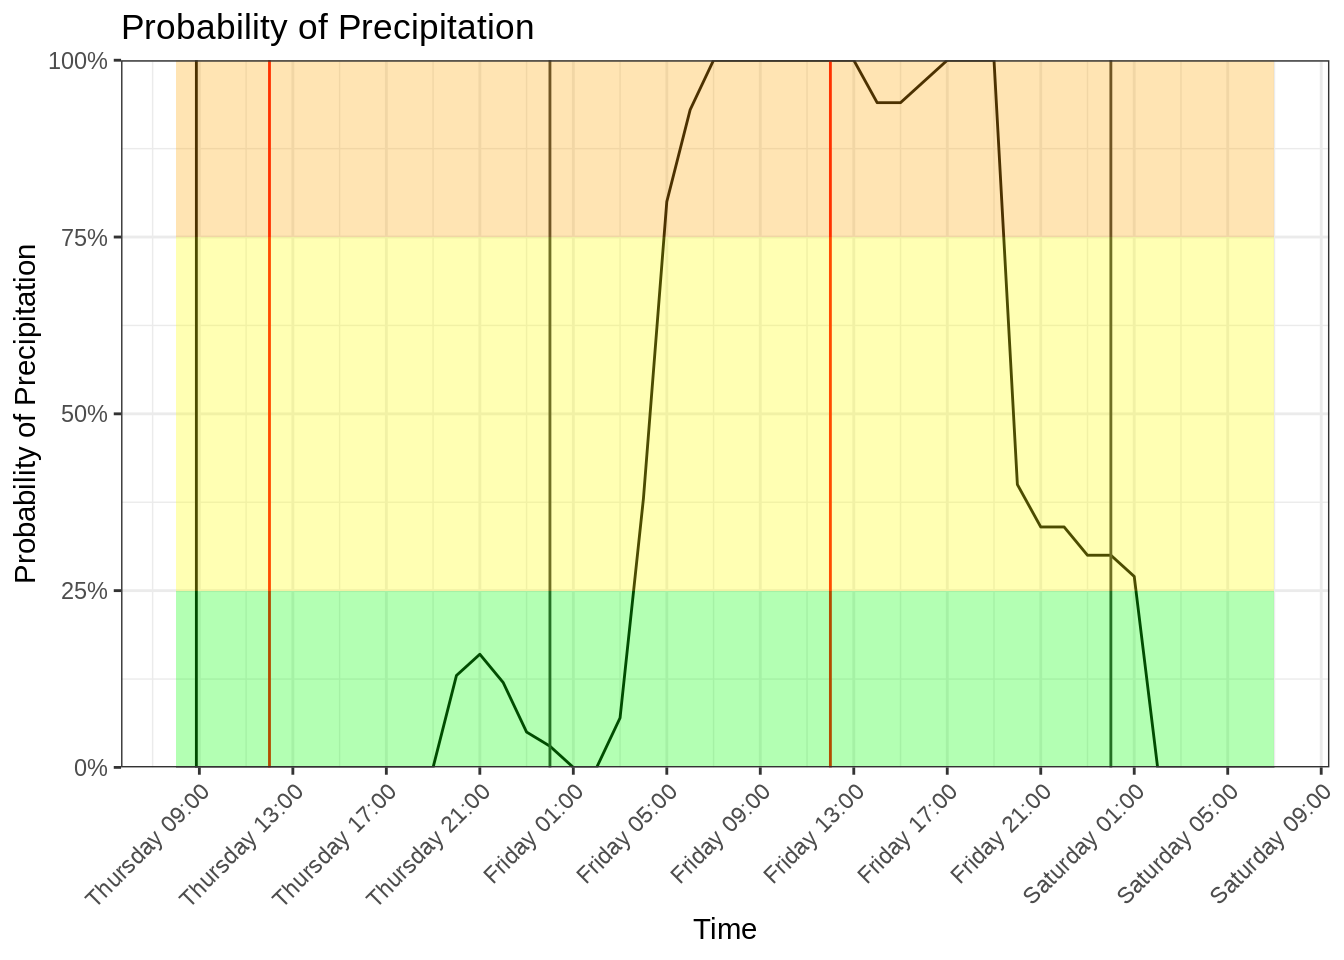 Probability of Precipitation
Probability of Precipitation
100%
75%
50%
25%
0%
Thursday 09:00
Thursday 13:00
Thursday 17:00
Thursday 21:00
Friday 01:00
Friday 05:00
Friday 09:00
Friday 13:00
Friday 17:00
Friday 21:00
Saturday 01:00
Saturday 05:00
Saturday 09:00
Time